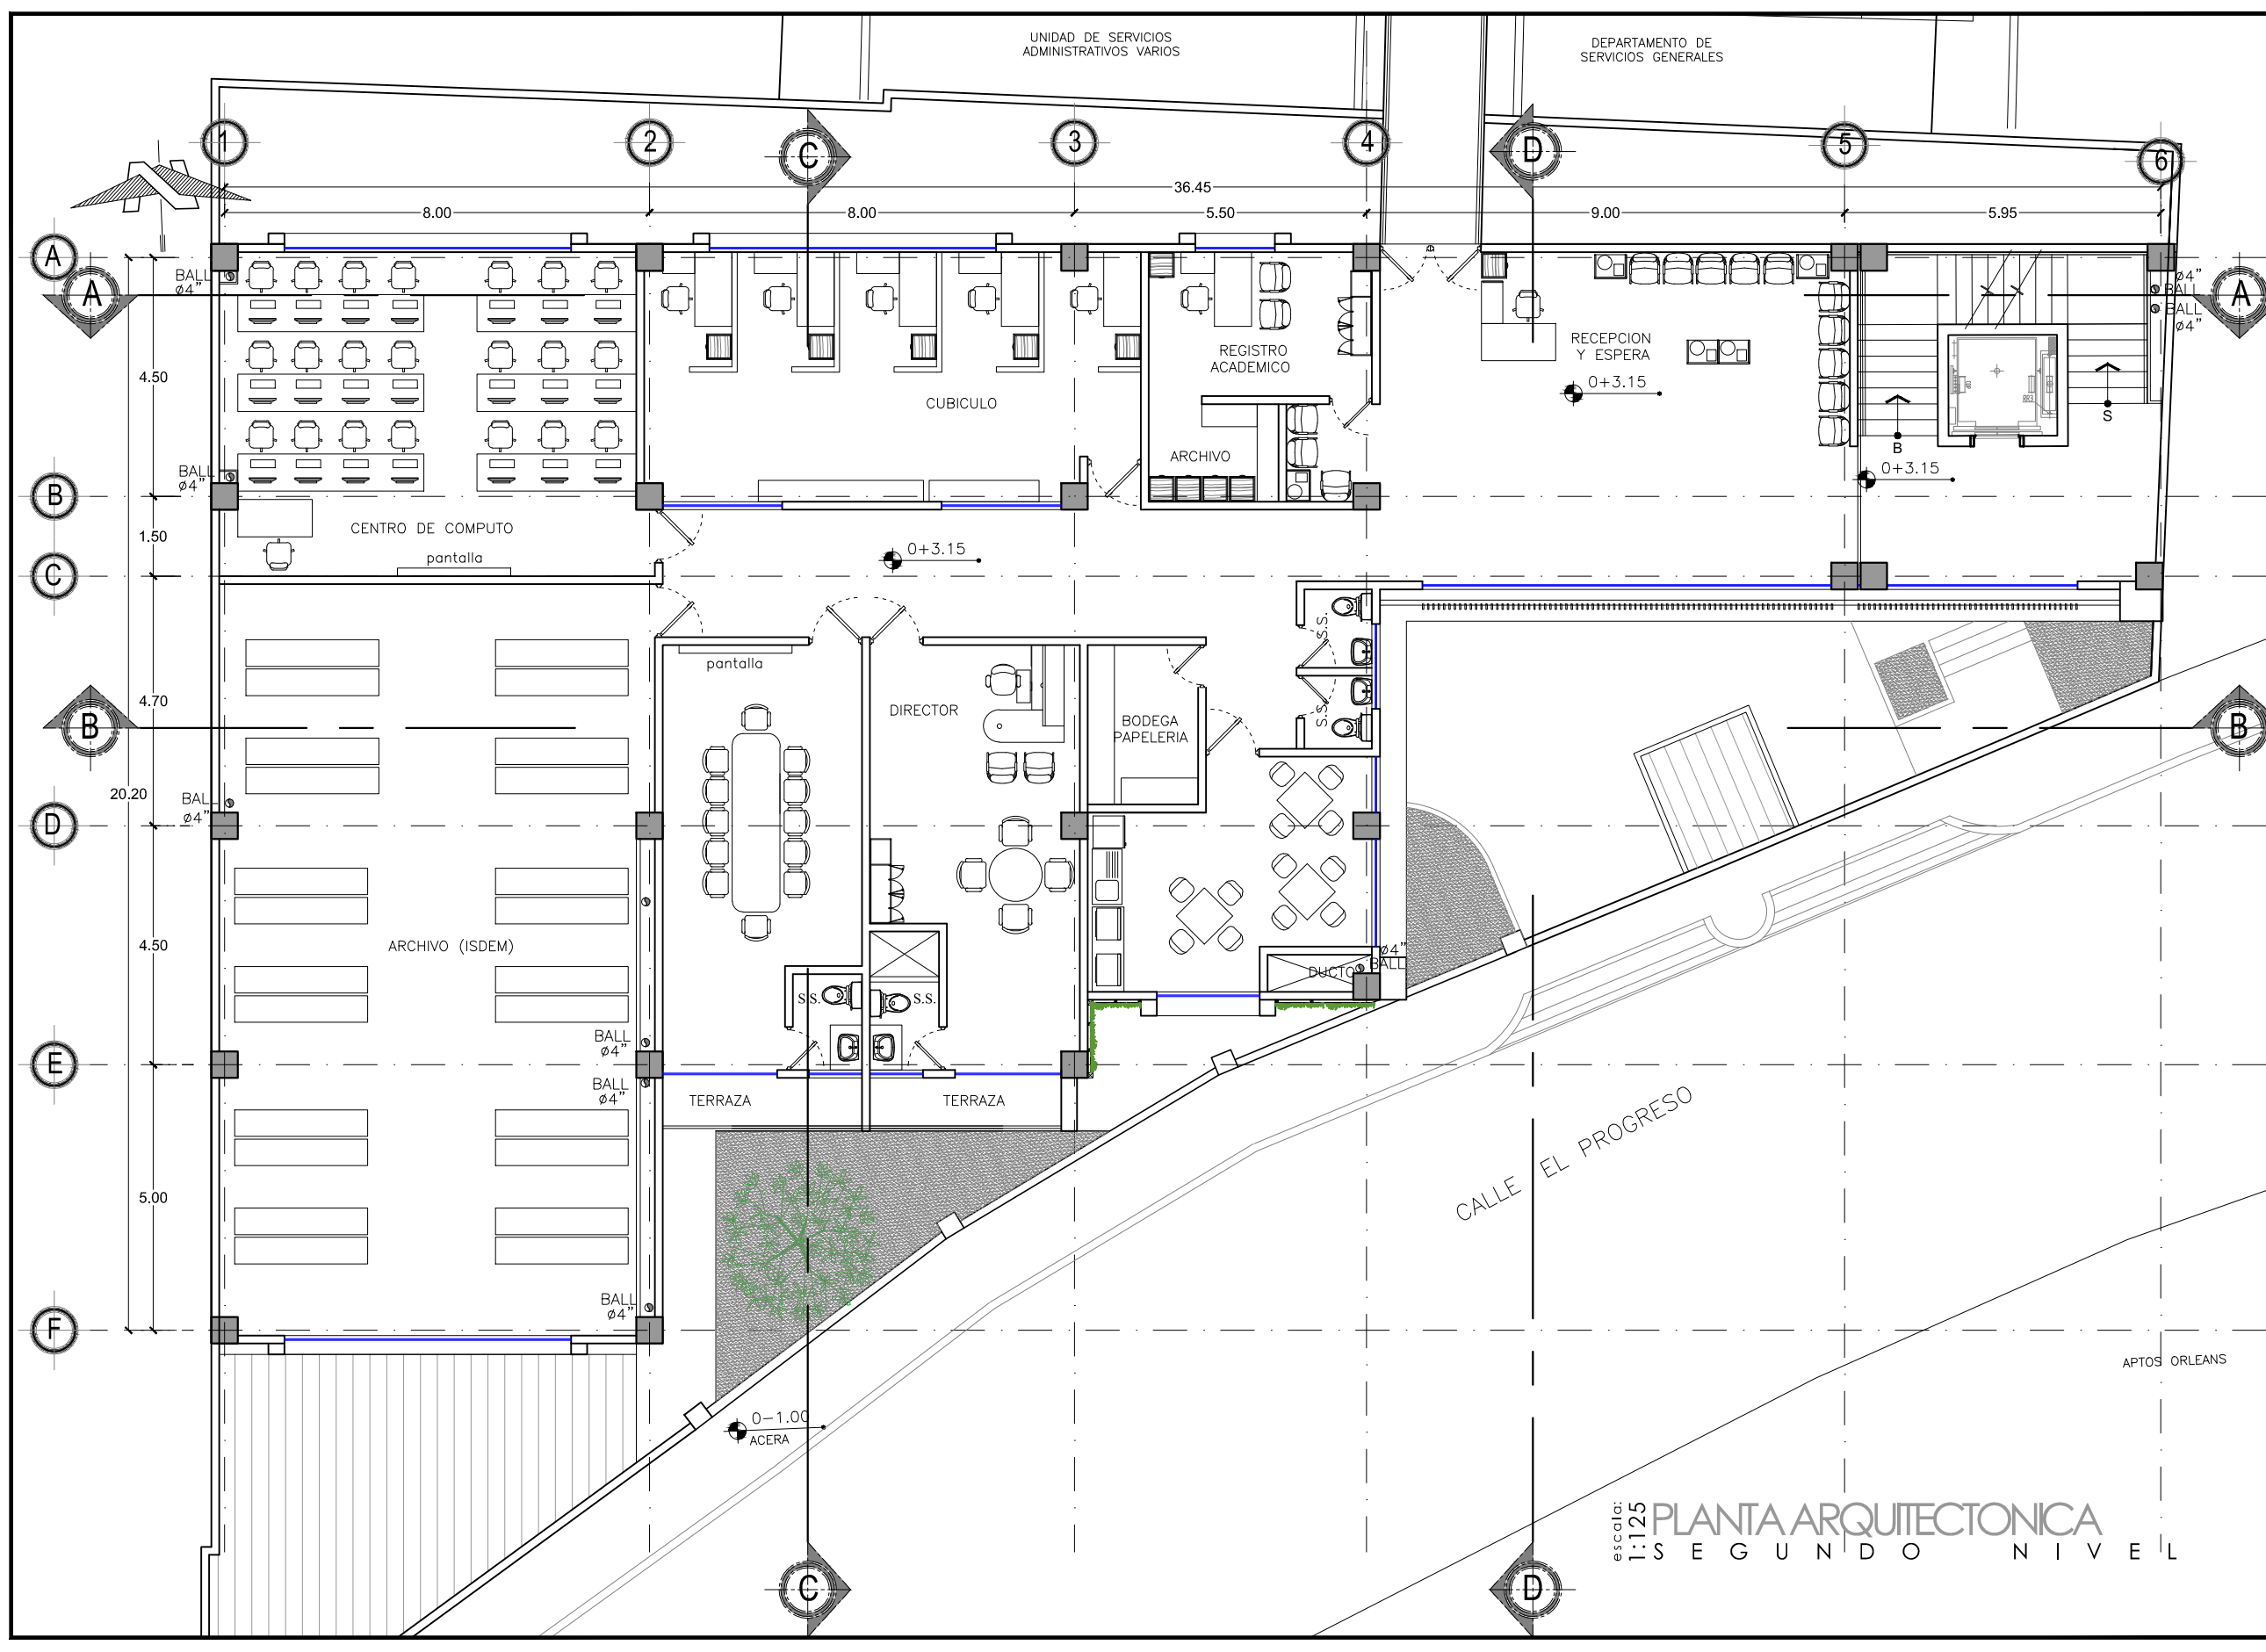 UNIDAD DE SERVICIOS
ADMINISTRATIVOS VARIOS
DEPARTAMENTO DE
SERVICIOS GENERALES
1
2
C
3
4
D
5
6
36.45
8.00
8.00
5.50
9.00
5.95
A
A
A
BALL
ø4"
ø4"
BALL
BALL
ø4"
REGISTRO
ACADEMICO
RECEPCION
Y ESPERA
0+3.15
4.50
CUBICULO
S
B
ARCHIVO
0+3.15
BALL
ø4"
B
CENTRO DE COMPUTO
1.50
pantalla
0+3.15
C
S.S.
pantalla
4.70
DIRECTOR
BODEGA
PAPELERIA
S.S.
B
B
20.20
BALL
ø4"
D
4.50
ARCHIVO (ISDEM)
ø4"
BALL
DUCTO
S.S.
S.S.
BALL
ø4"
E
BALL
ø4"
TERRAZA
TERRAZA
CALLE EL PROGRESO
5.00
BALL
ø4"
F
APTOS ORLEANS
0-1.00
ACERA
escala:
1:125
PLANTA ARQUITECTONICA
SEGUNDO NIVEL
C
D